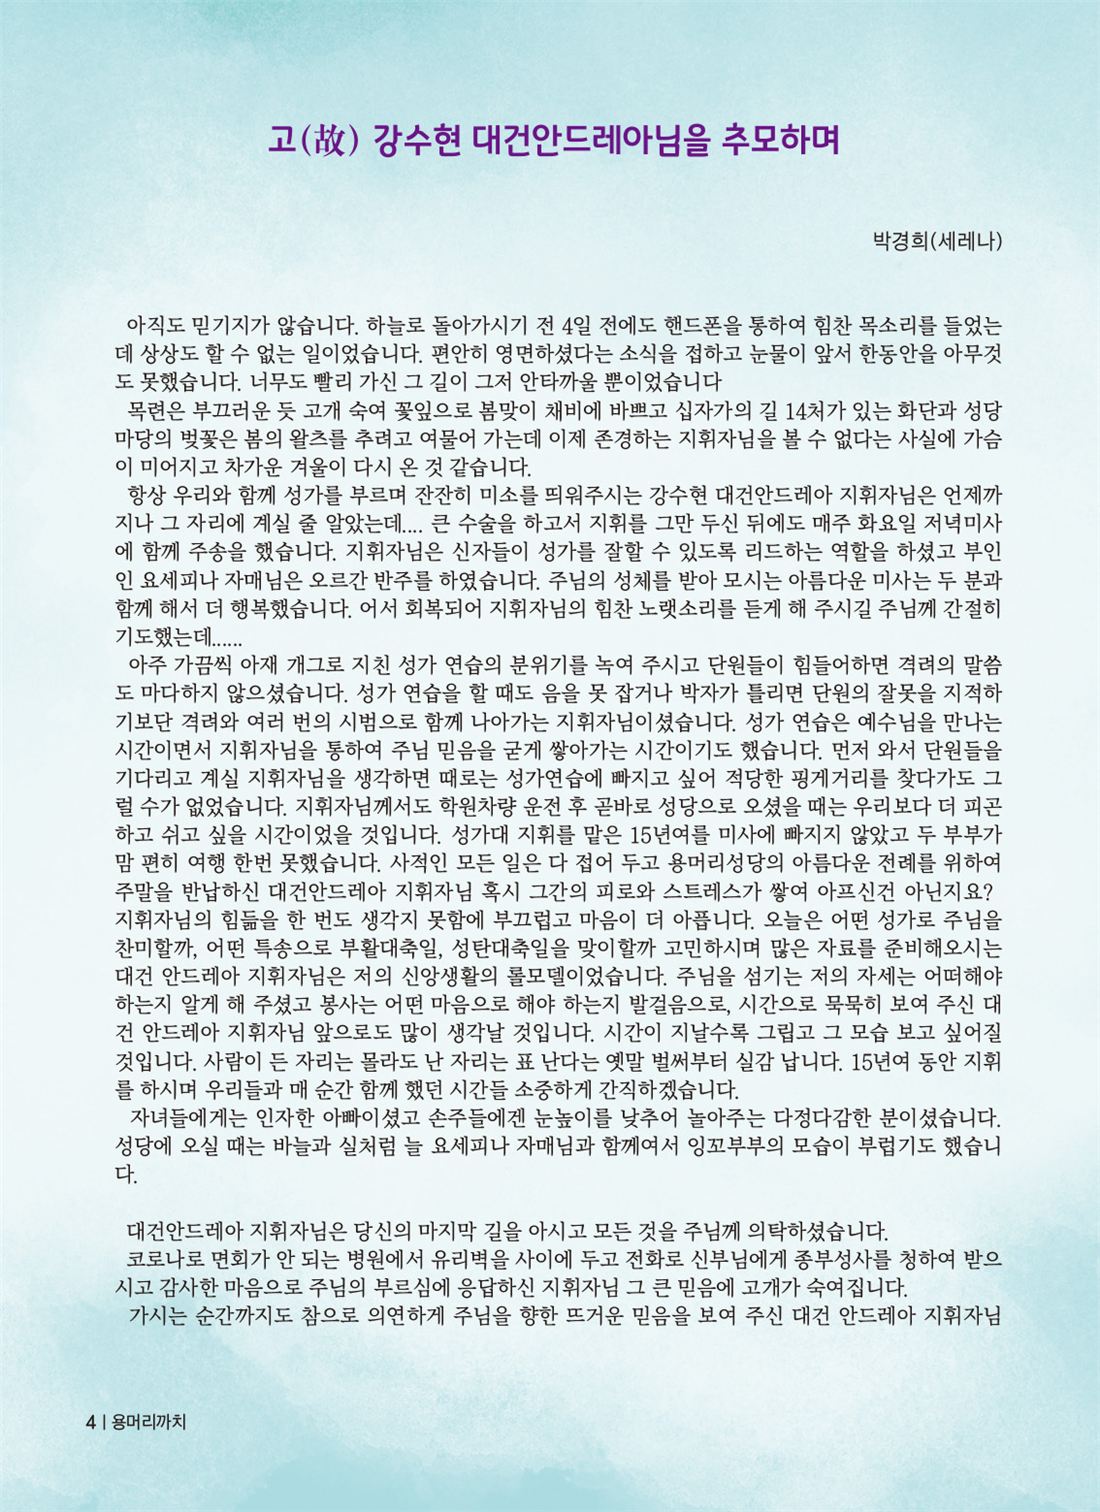 고(故) 강수현 대건안드레아님을 추모하며
박경희(세레나)
아직도 믿기지가 않습니다. 하늘로 돌아가시기 전 4일 전에도 핸드폰을 통하여 힘찬 목소리를 들었는
데 상상도 할 수 없는 일이었습니다. 편안히 영면하셨다는 소식을 접하고 눈물이 앞서 한동안을 아무것
도 못했습니다. 너무도 빨리 가신 그 길이 그저 안타까울 뿐이었습니다
목련은 부끄러운 듯 고개 숙여 꽃잎으로 봄맞이 채비에 바쁘고 십자가의 길 14처가 있는 화단과 성당
마당의 벚꽃은 봄의 왈츠를 추려고 여물어 가는데 이제 존경하는 지휘자님을 볼 수 없다는 사실에 가슴
이 미어지고 차가운 겨울이 다시 온 것 같습니다.
항상 우리와 함께 성가를 부르며 잔잔히 미소를 띄워주시는 강수현 대건안드레아 지휘자님은 언제까
지나 그 자리에 계실 줄 알았는데.... 큰 수술을 하고서 지휘를 그만 두신 뒤에도 매주 화요일 저녁미사
에 함께 주송을 했습니다. 지휘자님은 신자들이 성가를 잘할 수 있도록 리드하는 역할을 하셨고 부인
인 요세피나 자매님은 오르간 반주를 하였습니다. 주님의 성체를 받아 모시는 아름다운 미사는 두 분과
함께 해서 더 행복했습니다. 어서 회복되어 지휘자님의 힘찬 노랫소리를 듣게 해 주시길 주님께 간절히
기도했는데......
아주 가끔씩 아재 개그로 지친 성가 연습의 분위기를 녹여 주시고 단원들이 힘들어하면 격려의 말씀
도 마다하지 않으셨습니다. 성가 연습을 할 때도 음을 못 잡거나 박자가 틀리면 단원의 잘못을 지적하
기보단 격려와 여러 번의 시범으로 함께 나아가는 지휘자님이셨습니다. 성가 연습은 예수님을 만나는
시간이면서 지휘자님을 통하여 주님 믿음을 굳게 쌓아가는 시간이기도 했습니다. 먼저 와서 단원들을
기다리고 계실 지휘자님을 생각하면 때로는 성가연습에 빠지고 싶어 적당한 핑게거리를 찾다가도 그
럴 수가 없었습니다. 지휘자님께서도 학원차량 운전 후 곧바로 성당으로 오셨을 때는 우리보다 더 피곤
하고 쉬고 싶을 시간이었을 것입니다. 성가대 지휘를 맡은 15년여를 미사에 빠지지 않았고 두 부부가
맘 편히 여행 한번 못했습니다. 사적인 모든 일은 다 접어 두고 용머리성당의 아름다운 전례를 위하여
주말을 반납하신 대건안드레아 지휘자님 혹시 그간의 피로와 스트레스가 쌓여 아프신건 아닌지요?
지휘자님의 힘듦을 한 번도 생각지 못함에 부끄럽고 마음이 더 아픕니다. 오늘은 어떤 성가로 주님을
찬미할까, 어떤 특송으로 부활대축일, 성탄대축일을 맞이할까 고민하시며 많은 자료를 준비해오시는
대건 안드레아 지휘자님은 저의 신앙생활의 롤모델이었습니다. 주님을 섬기는 저의 자세는 어떠해야
하는지 알게 해 주셨고 봉사는 어떤 마음으로 해야 하는지 발걸음으로, 시간으로 묵묵히 보여 주신 대
건 안드레아 지휘자님 앞으로도 많이 생각날 것입니다. 시간이 지날수록 그립고 그 모습 보고 싶어질
것입니다. 사람이 든 자리는 몰라도 난 자리는 표 난다는 옛말 벌써부터 실감 납니다. 15년여 동안 지휘
를 하시며 우리들과 매 순간 함께 했던 시간들 소중하게 간직하겠습니다.
자녀들에게는 인자한 아빠이셨고 손주들에겐 눈높이를 낮추어 놀아주는 다정다감한 분이셨습니다.
성당에 오실 때는 바늘과 실처럼 늘 요세피나 자매님과 함께여서 잉꼬부부의 모습이 부럽기도 했습니
다.
대건안드레아 지휘자님은 당신의 마지막 길을 아시고 모든 것을 주님께 의탁하셨습니다.
코로나로 면회가 안 되는 병원에서 유리벽을 사이에 두고 전화로 신부님에게 종부성사를 청하여 받으
시고 감사한 마음으로 주님의 부르심에 응답하신 지휘자님 그 큰 믿음에 고개가 숙여집니다.
가시는 순간까지도 참으로 의연하게 주님을 향한 뜨거운 믿음을 보여 주신 대건 안드레아 지휘자님
4 | 용머리까치